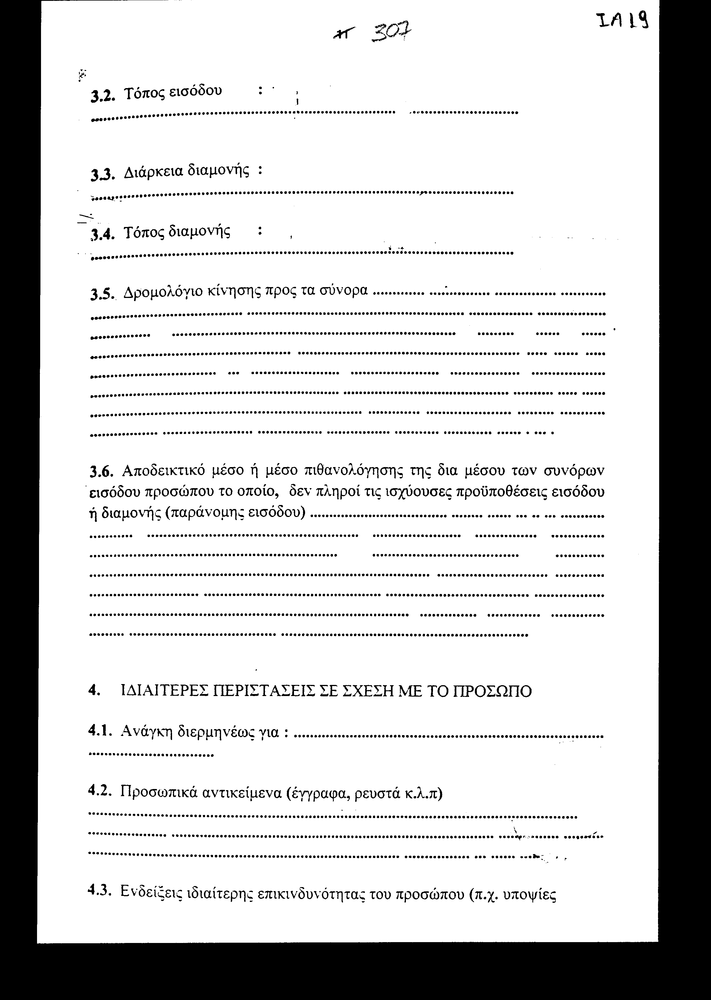 307
ΙΛ19
3.2. Τόπος εισόδου :
..........................................................................................
3.3. Διάρκεια διαμονής :
..........................................................................................
3.4. Τόπος διαμονής :
..........................................................................................
3.5. Δρομολόγιο κίνησης προς τα σύνορα ............. ............... ............... ...........
...................................... ...................................................... ................ .................
............... ....................................................................... ......... ...... ......
.................................................. ....................................................... ..... ...... .....
................................ ... ...................... ...................... ................. ..................
.............................................................. ......................................... .......... ..... ......
.................................................................... ............. ..................... ......... ...........
................. ...................... ................ ................ ........... ............ ...... . ... .
3.6. Αποδεικτικό μέσο ή μέσο πιθανολόγησης της δια μέσου των συνόρων
εισόδου προσώπου το οποίο, δεν πληροί τις ισχύουσες προϋποθέσεις εισόδου
ή διαμονής (παράνομης εισόδου) .................................. ........ ...... ... .. ... ...........
........... ..................................................... ...................... ............... .............
.............................................................. ..................................... ............
..................................................................................... ............................ ............
........................... ............................................ .................................... .................
................................................................................ .............. ............. .............
......... ..................................... ..............................................................
4. ΙΔΙΑΙΤΕΡΕΣ ΠΕΡΙΣΤΑΣΕΙΣ ΣΕ ΣΧΕΣΗ ΜΕ ΤΟ ΠΡΟΣΩΠΟ
4.1. Ανάγκη διερμηνέως για : ..............................................................................
...............................
4.2. Προσωπικά αντικείμενα (έγγραφα, ρευστά κ.λ.π)
..........................................................................................................................
.................... ................................................................................ ............... ..........
.............................................................................. ................ ... ...... .....
4.3. Ενδείξεις ιδιαίτερης επικινδυνότητας του προσώπου (π.χ. υποψίες